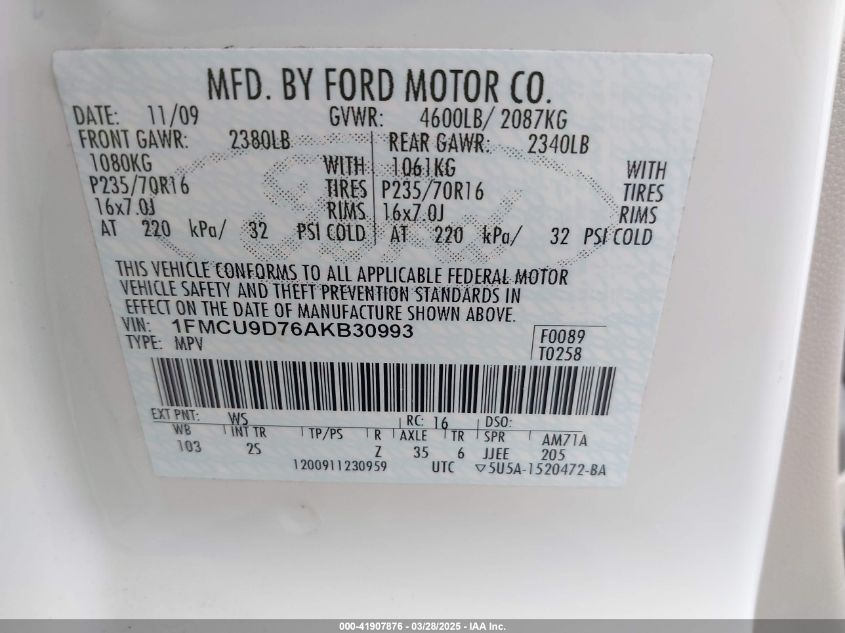 MFD. BY FORD MOTOR CO.
DATE: 11/09 GVWR: 4600LB/ 2087KG
FRONT GAWR: 2380LB REAR GAWR: 2340LB
1080KG WITH 1061KG WITH
P235/70R16 TIRES P235/70R16 TIRES
16x7.0J RIMS 16x7.0J RIMS
AT 220 kPa/ 32 PSI COLD AT 220 kPa/ 32 PSI COLD
THIS VEHICLE CONFORMS TO ALL APPLICABLE FEDERAL MOTOR
VEHICLE SAFETY AND THEFT PREVENTION STANDARDS IN
EFFECT ON THE DATE OF MANUFACTURE SHOWN ABOVE.
VIN: 1FMCU9D76AKB30993 F0089
TYPE: MPV T0258
EXT PNT: WS RC: 16 DSO:
WB INT TR TP/PS R AXLE TR SPR AM71A
103 2S Z 35 6 JJEE 205
1200911230959 UTC ▽5U5A-1520472-BA
000-41907876 - 03/28/2025 - IAA Inc.